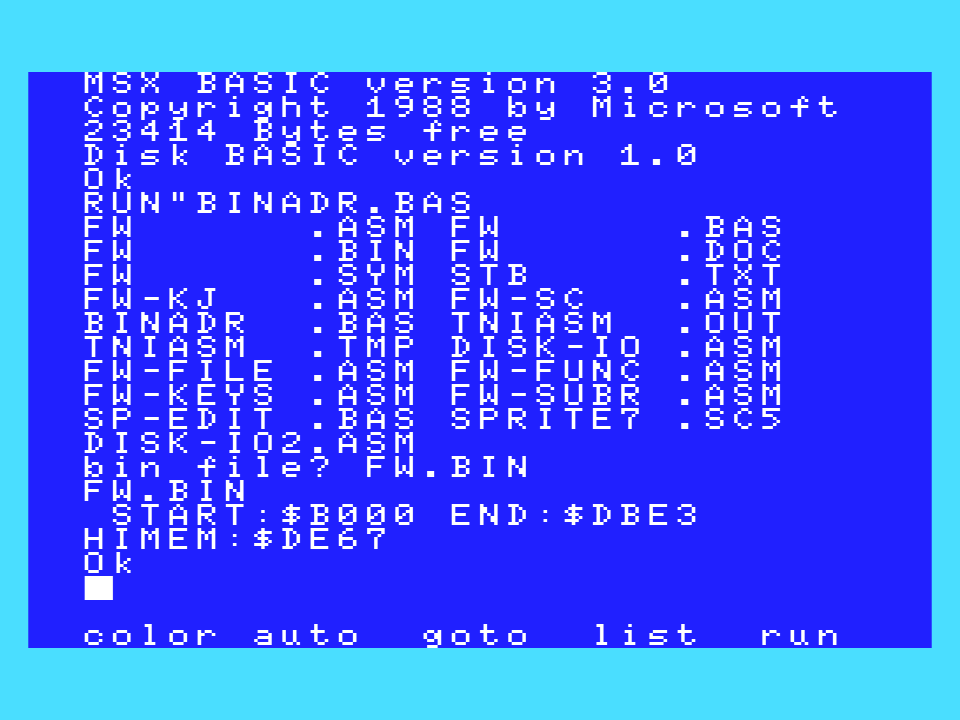 MSX BASIC version 3.0
Copyright 1988 by Microsoft
23414 Bytes free
Disk BASIC version 1.0
Ok
RUN"BINADR.BAS
FW      .ASM FW      .BAS
FW      .BIN FW      .DOC
FW      .SYM STB     .TXT
FW-KJ   .ASM FW-SC   .ASM
BINADR  .BAS TNIASM  .OUT
TNIASM  .TMP DISK-IO .ASM
FW-FILE .ASM FW-FUNC .ASM
FW-KEYS .ASM FW-SUBR .ASM
SP-EDIT .BAS SPRITE7 .SC5
DISK-IO2.ASM
bin file? FW.BIN
FW.BIN
 START:$B000 END:$DBE3
HIMEM:$DE67
Ok
color auto  goto  list  run